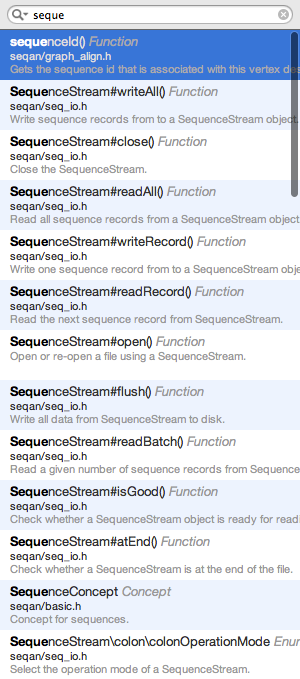 seque
sequenceId() Function
seqan/graph_align.h
Gets the sequence id that is associated with this vertex des
SequenceStream#writeAll() Function
seqan/seq_io.h
Write sequence records from to a SequenceStream object.
SequenceStream#close() Function
seqan/seq_io.h
Close the SequenceStream.
SequenceStream#readAll() Function
seqan/seq_io.h
Read all sequence records from a SequenceStream object
SequenceStream#writeRecord() Function
seqan/seq_io.h
Write one sequence record from to a SequenceStream obje
SequenceStream#readRecord() Function
seqan/seq_io.h
Read the next sequence record from SequenceStream.
SequenceStream#open() Function
Open or re-open a file using a SequenceStream.
SequenceStream#flush() Function
seqan/seq_io.h
Write all data from SequenceStream to disk.
SequenceStream#readBatch() Function
seqan/seq_io.h
Read a given number of sequence records from Sequence
SequenceStream#isGood() Function
seqan/seq_io.h
Check whether a SequenceStream object is ready for readi
SequenceStream#atEnd() Function
seqan/seq_io.h
Check whether a SequenceStream is at the end of the file.
SequenceConcept Concept
seqan/basic.h
Concept for sequences.
SequenceStream\colon\colonOperationMode Enum
seqan/seq_io.h
Select the operation mode of a SequenceStream.